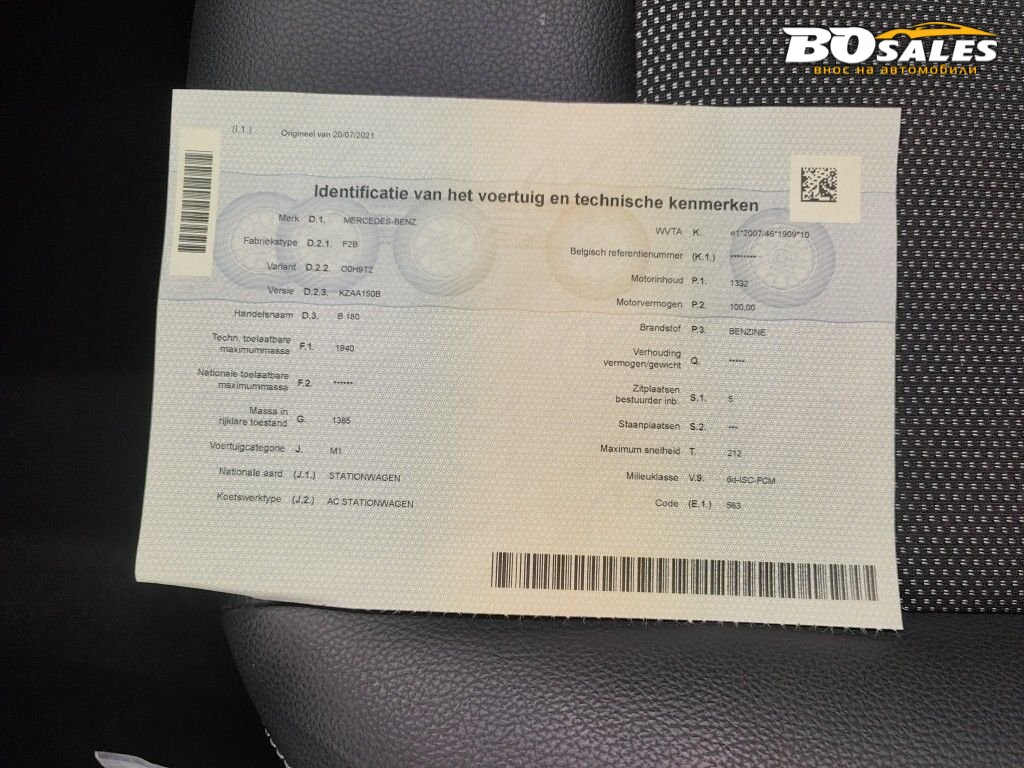 BOSALES
внос на автомобили
(I.1.) Origineel van 20/07/2021
Identificatie van het voertuig en technische kenmerken
Merk D.1. MERCEDES-BENZ
Fabriekstype D.2.1. F2B
Variant D.2.2. O0H9T2
Versie D.2.3. KZAA150B
Handelsnaam D.3. B 180
Techn. toelaatbare
maximummassa F.1. 1940
Nationale toelaatbare
maximummassa F.2. ******
Massa in
rijklare toestand G. 1385
Voertuigcategorie J. M1
Nationale aard (J.1.) STATIONWAGEN
Koetswerktype (J.2.) AC STATIONWAGEN
WVTA K. e1*2007/46*1909*10
Belgisch referentienummer (K.1.) ********
Motorinhoud P.1. 1332
Motorvermogen P.2. 100,00
Brandstof P.3. BENZINE
Verhouding
vermogen/gewicht Q. *****
Zitplaatsen
bestuurder inb. S.1. 5
Staanplaatsen S.2. ***
Maximum snelheid T. 212
Milieuklasse V.9. 6d-ISC-FCM
Code (E.1.) 563